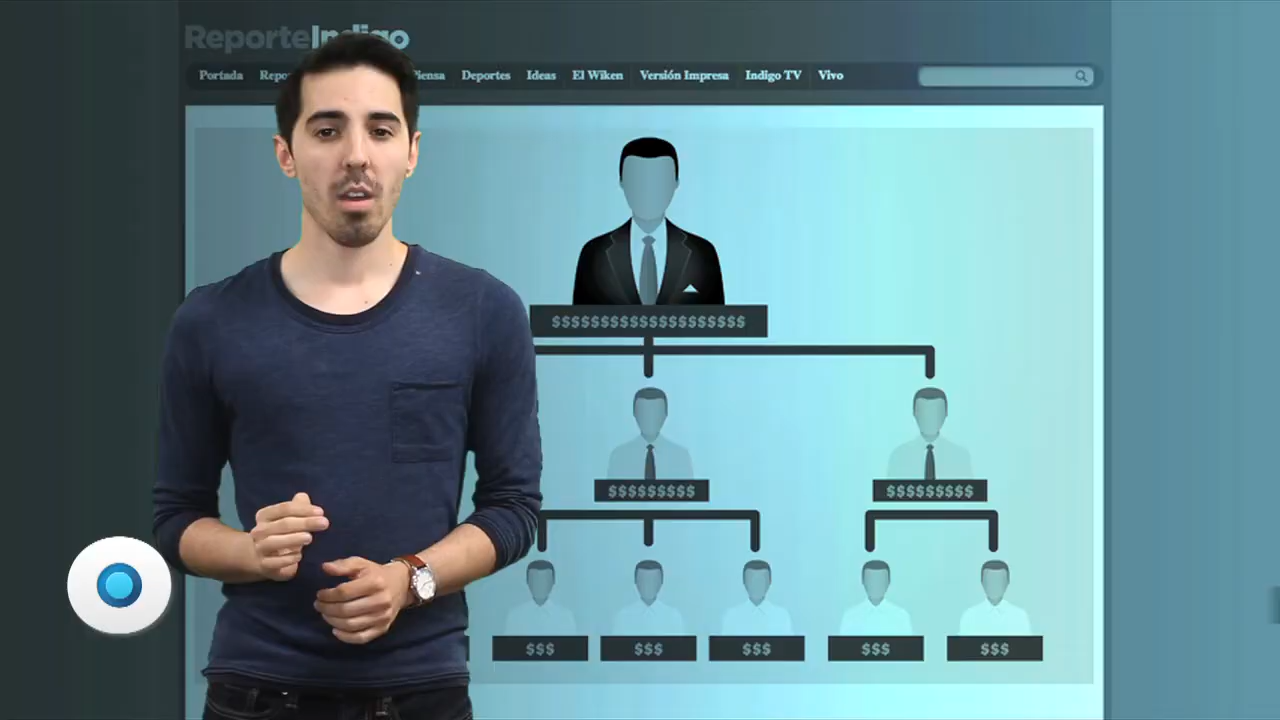 ReporteIndigo
Portada Deportes Ideas El Wiken Versión Impresa Indigo TV Vivo
$$$$$$$$$$$$$$$$$$$
$$$$$$$$$ $$$$$$$$$
$$$ $$$ $$$ $$$ $$$